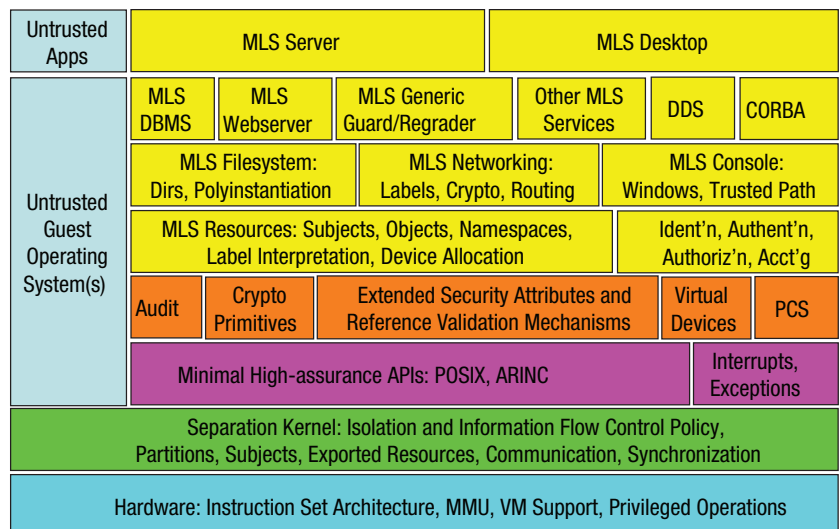 Untrusted
Apps
MLS Server
MLS Desktop
Untrusted
Guest
Operating
System(s)
MLS
DBMS
MLS
Webserver
MLS Generic
Guard/Regrader
Other MLS
Services
DDS
CORBA
MLS Filesystem:
Dirs, Polyinstantiation
MLS Networking:
Labels, Crypto, Routing
MLS Console:
Windows, Trusted Path
MLS Resources: Subjects, Objects, Namespaces,
Label Interpretation, Device Allocation
Ident'n, Authent'n,
Authoriz'n, Acct'g
Audit
Crypto
Primitives
Extended Security Attributes and
Reference Validation Mechanisms
Virtual
Devices
PCS
Minimal High-assurance APIs: POSIX, ARINC
Interrupts,
Exceptions
Separation Kernel: Isolation and Information Flow Control Policy,
Partitions, Subjects, Exported Resources, Communication, Synchronization
Hardware: Instruction Set Architecture, MMU, VM Support, Privileged Operations